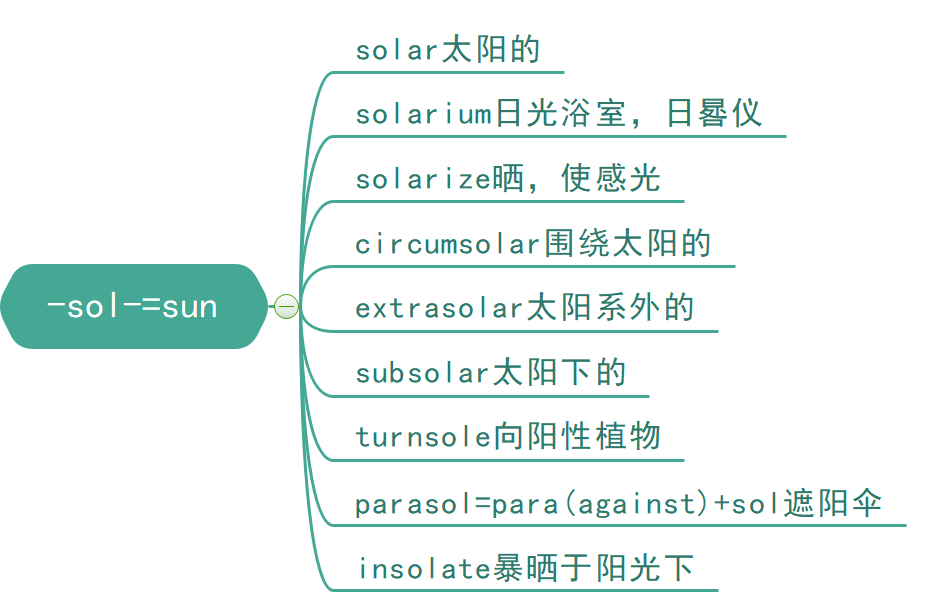 -sol-=sun
solar太阳的
solarium日光浴室，日晷仪
solarize晒，使感光
circumsolar围绕太阳的
extrasolar太阳系外的
subsolar太阳下的
turnsole向阳性植物
parasol=para(against)+sol遮阳伞
insolate暴晒于阳光下